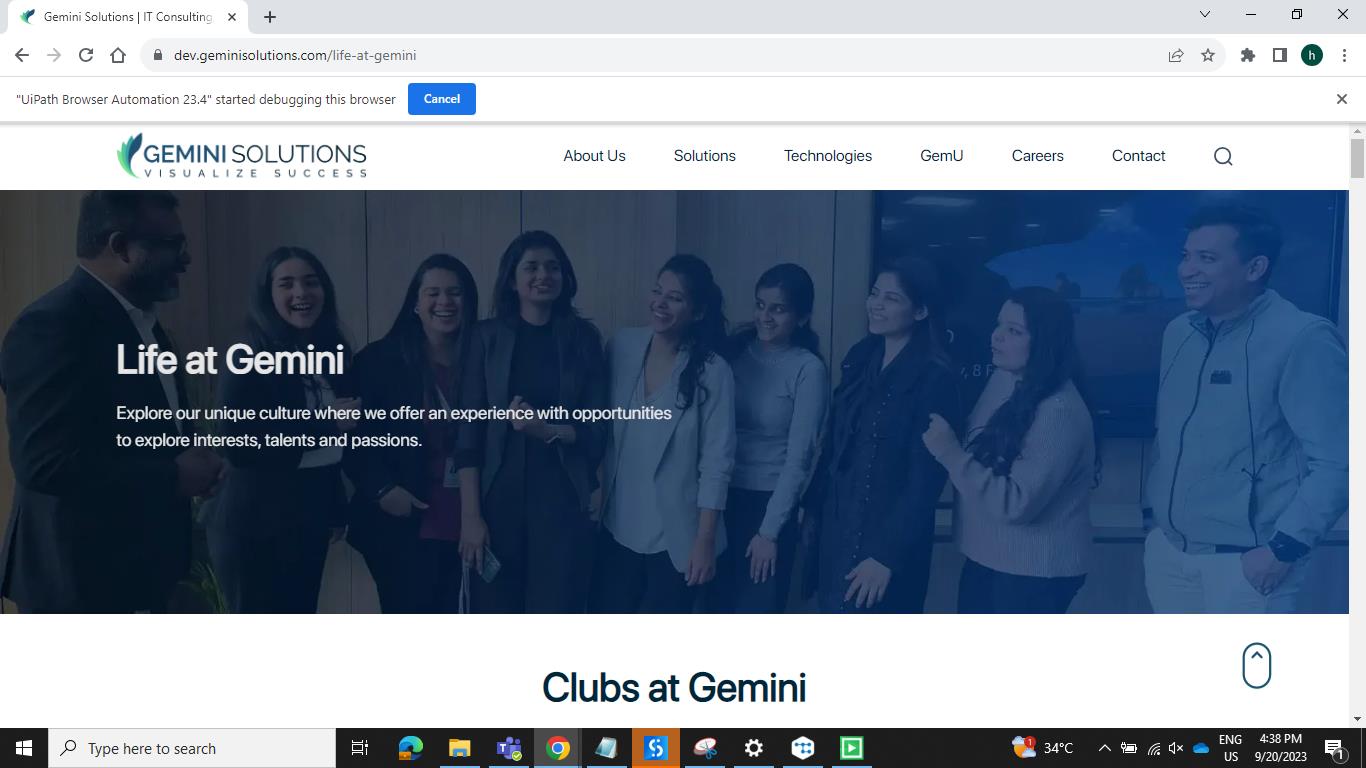 Gemini Solutions | IT Consulting
dev.geminisolutions.com/life-at-gemini
h
"UiPath Browser Automation 23.4" started debugging this browser
Cancel
GEMINI SOLUTIONS
VISUALIZE SUCCESS
About Us
Solutions
Technologies
GemU
Careers
Contact
Life at Gemini
Explore our unique culture where we offer an experience with opportunities
to explore interests, talents and passions.
Clubs at Gemini
Type here to search
1
34°C
ENG
US
4:38 PM
9/20/2023
1